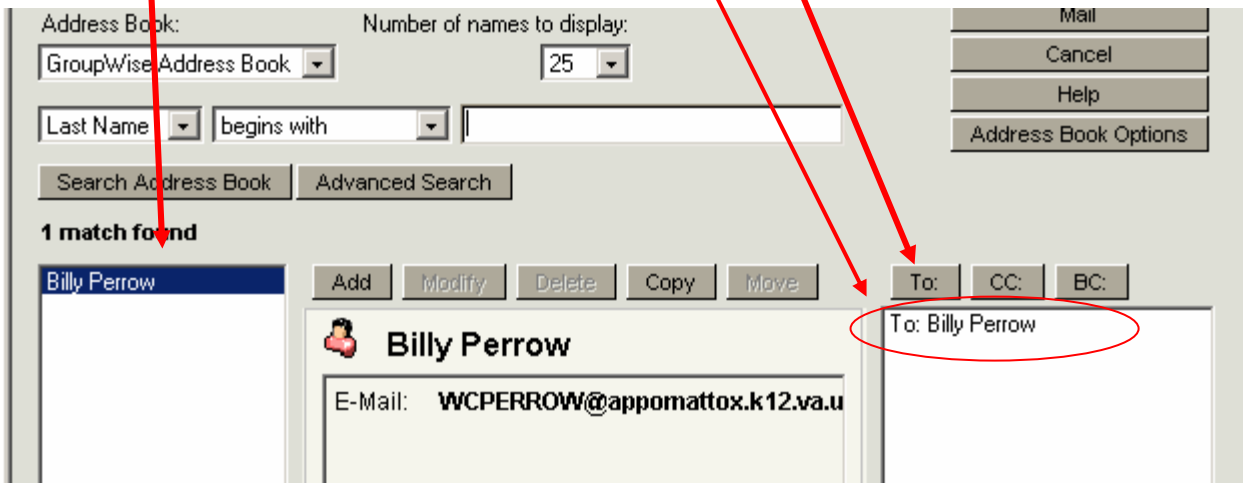 Address Book: Number of names to display: Mail
GroupWise Address Book 25 Cancel
Help
Last Name begins with
Address Book Options
Search Address Book Advanced Search
1 match found
Billy Perrow Add Modify Delete Copy Move To: CC: BC:
To: Billy Perrow
Billy Perrow
E-Mail: WCPERROW@appomattox.k12.va.u